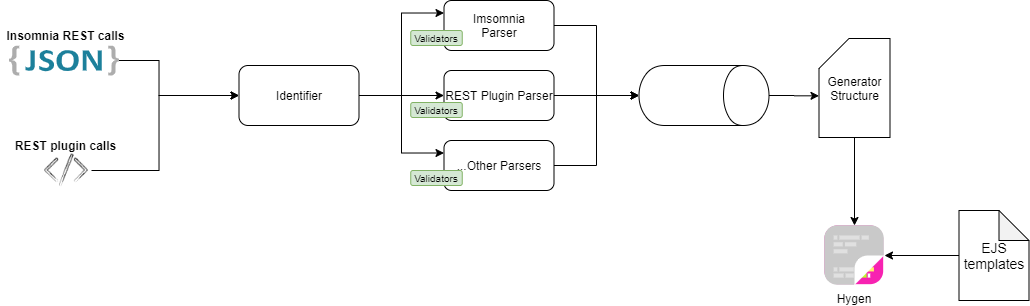 Insomnia REST calls
{JSON}
REST plugin calls
</>
Identifier
Imsomnia
Parser
Validators
REST Plugin Parser
Validators
...Other Parsers
Validators
Generator
Structure
Hygen
EJS
templates